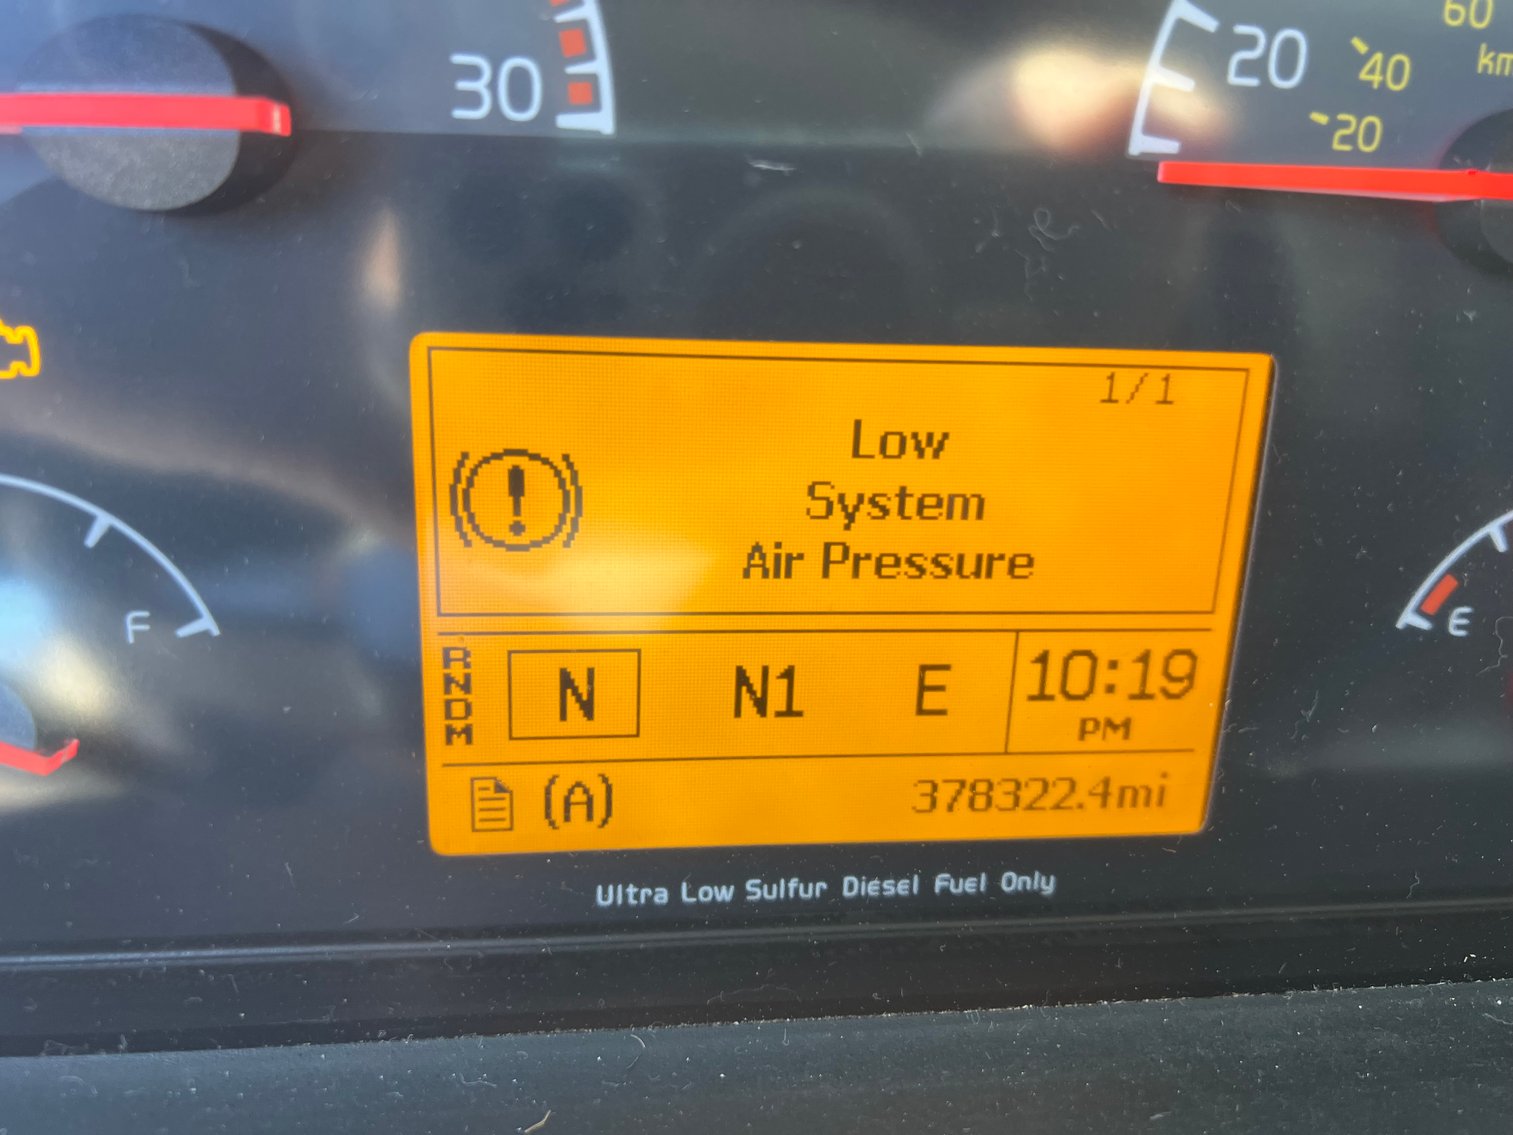 30
20
60
40
km
20
1/1
Low
System
Air Pressure
F
E
R
N
D
M
N N1 E 10:19
PM
(A) 378322.4mi
Ultra Low Sulfur Diesel Fuel Only